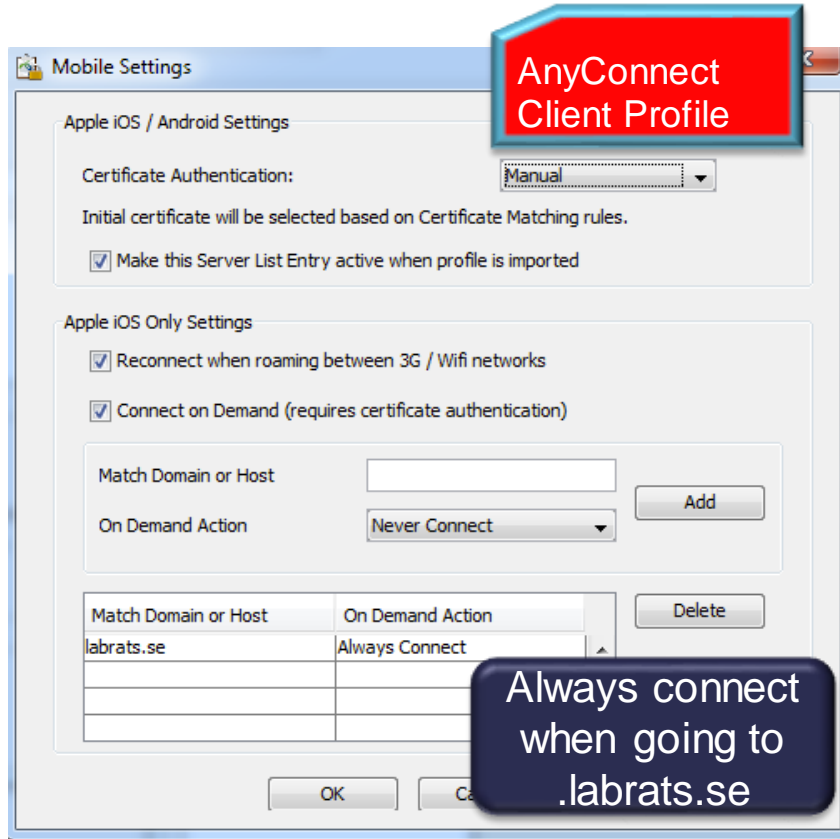 Mobile Settings
AnyConnect
Client Profile
Apple iOS / Android Settings
Certificate Authentication:
Manual
Initial certificate will be selected based on Certificate Matching rules.
Make this Server List Entry active when profile is imported
Apple iOS Only Settings
Reconnect when roaming between 3G / Wifi networks
Connect on Demand (requires certificate authentication)
Match Domain or Host
Add
On Demand Action
Never Connect
Match Domain or Host
On Demand Action
Delete
labrats.se
Always Connect
Always connect
when going to
.labrats.se
OK